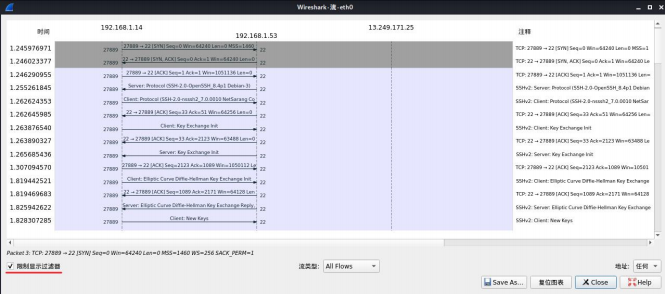 Wireshark·流·eth0
时间 192.168.1.14 192.168.1.53 13.249.171.25 注释
1.245976971 27889 27889 → 22 [SYN] Seq=0 Win=64240 Len=0 MSS=1460 22 TCP: 27889 → 22 [SYN] Seq=0 Win=64240 Len=0 MSS=1
1.246023377 27889 22 → 27889 [SYN, ACK] Seq=0 Ack=1 Win=64240 Len=0 22 TCP: 22 → 27889 [SYN, ACK] Seq=0 Ack=1 Win=64240 Le
1.246290955 27889 27889 → 22 [ACK] Seq=1 Ack=1 Win=1051136 Len=0 22 TCP: 27889 → 22 [ACK] Seq=1 Ack=1 Win=1051136 Len=
1.255261845 27889 Server: Protocol (SSH-2.0-OpenSSH_8.4p1 Debian-3) 22 SSHv2: Server: Protocol (SSH-2.0-OpenSSH_8.4p1 Debia
1.262624353 27889 Client: Protocol (SSH-2.0-nsssh2_7.0.0010 NetSarang Co 22 SSHv2: Client: Protocol (SSH-2.0-nsssh2_7.0.0010 NetSar
1.262645985 27889 22 → 27889 [ACK] Seq=33 Ack=51 Win=64256 Len=0 22 TCP: 22 → 27889 [ACK] Seq=33 Ack=51 Win=64256 Len
1.263876540 27889 Client: Key Exchange Init 22 SSHv2: Client: Key Exchange Init
1.263890327 27889 22 → 27889 [ACK] Seq=33 Ack=2123 Win=63488 Len=0 22 TCP: 22 → 27889 [ACK] Seq=33 Ack=2123 Win=63488 Le
1.265685436 27889 Server: Key Exchange Init 22 SSHv2: Server: Key Exchange Init
1.307094570 27889 27889 → 22 [ACK] Seq=2123 Ack=1089 Win=1050112 Le 22 TCP: 27889 → 22 [ACK] Seq=2123 Ack=1089 Win=10501
1.819442521 27889 Client: Elliptic Curve Diffie-Hellman Key Exchange Init 22 SSHv2: Client: Elliptic Curve Diffie-Hellman Key Exchange
1.819469683 27889 22 → 27889 [ACK] Seq=1089 Ack=2171 Win=64128 Len 22 TCP: 22 → 27889 [ACK] Seq=1089 Ack=2171 Win=64128
1.825942622 27889 Server: Elliptic Curve Diffie-Hellman Key Exchange Reply, 22 SSHv2: Server: Elliptic Curve Diffie-Hellman Key Exchange
1.828307285 27889 Client: New Keys 22 SSHv2: Client: New Keys
Packet 3: TCP: 27889 → 22 [SYN] Seq=0 Win=64240 Len=0 MSS=1460 WS=256 SACK_PERM=1
限制显示过滤器 流类型: All Flows 地址: 任何
Save As... 复位图表 Close Help